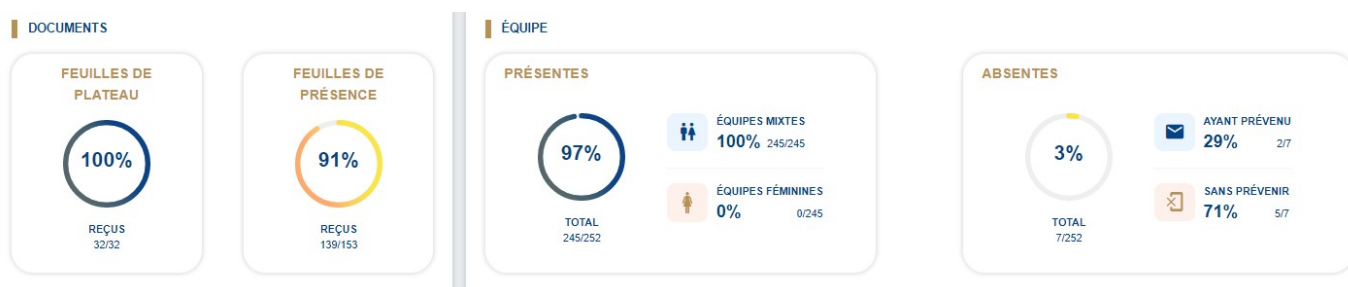 DOCUMENTS
FEUILLES DE
PLATEAU
100%
REÇUS
32/32
FEUILLES DE
PRÉSENCE
91%
REÇUS
139/153
ÉQUIPE
PRÉSENTES
97%
TOTAL
245/252
ÉQUIPES MIXTES
100% 245/245
ÉQUIPES FÉMININES
0% 0/245
ABSENTES
3%
TOTAL
7/252
AYANT PRÉVENU
29% 2/7
SANS PRÉVENIR
71% 5/7